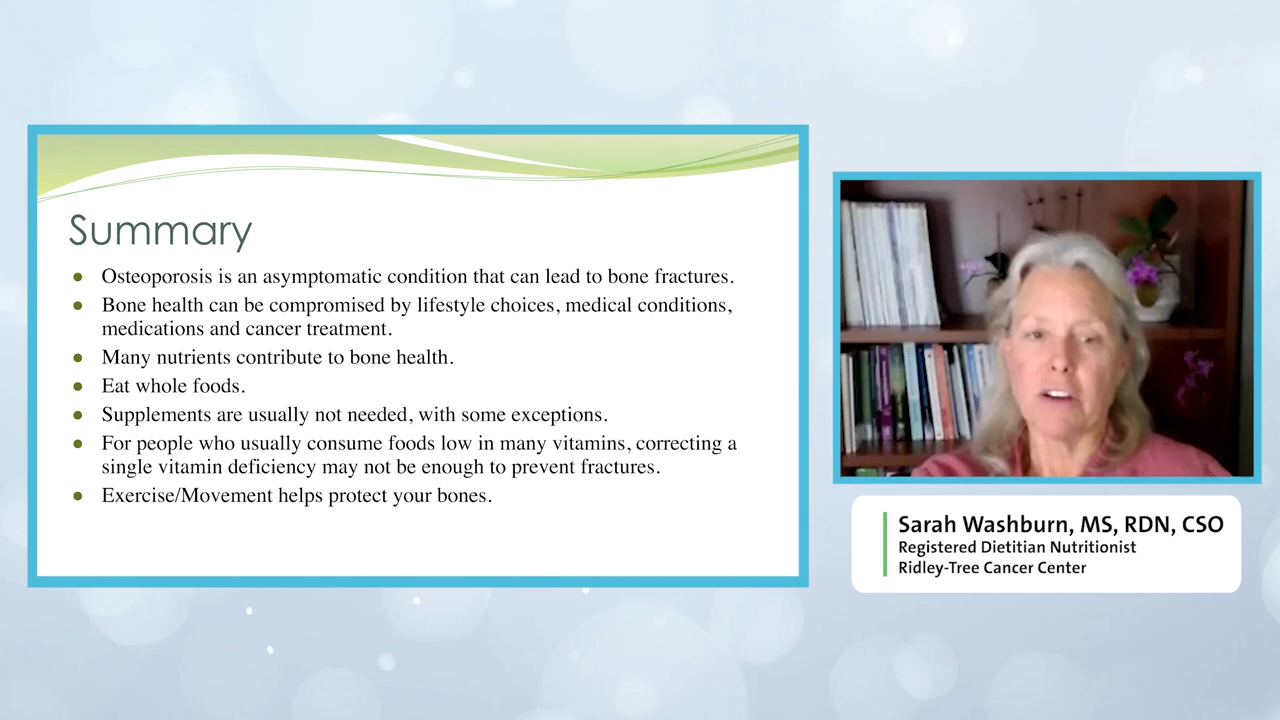 Summary
Osteoporosis is an asymptomatic condition that can lead to bone fractures.
Bone health can be compromised by lifestyle choices, medical conditions,
medications and cancer treatment.
Many nutrients contribute to bone health.
Eat whole foods.
Supplements are usually not needed, with some exceptions.
For people who usually consume foods low in many vitamins, correcting a
single vitamin deficiency may not be enough to prevent fractures.
Exercise/Movement helps protect your bones.
Sarah Washburn, MS, RDN, CSO
Registered Dietitian Nutritionist
Ridley-Tree Cancer Center